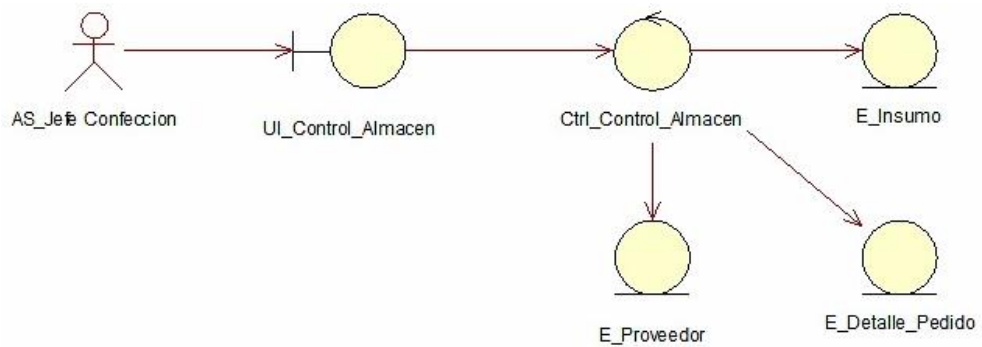 AS_Jefe Confeccion
UI_Control_Almacen
Ctrl_Control_Almacen
E_Insumo
E_Proveedor
E_Detalle_Pedido